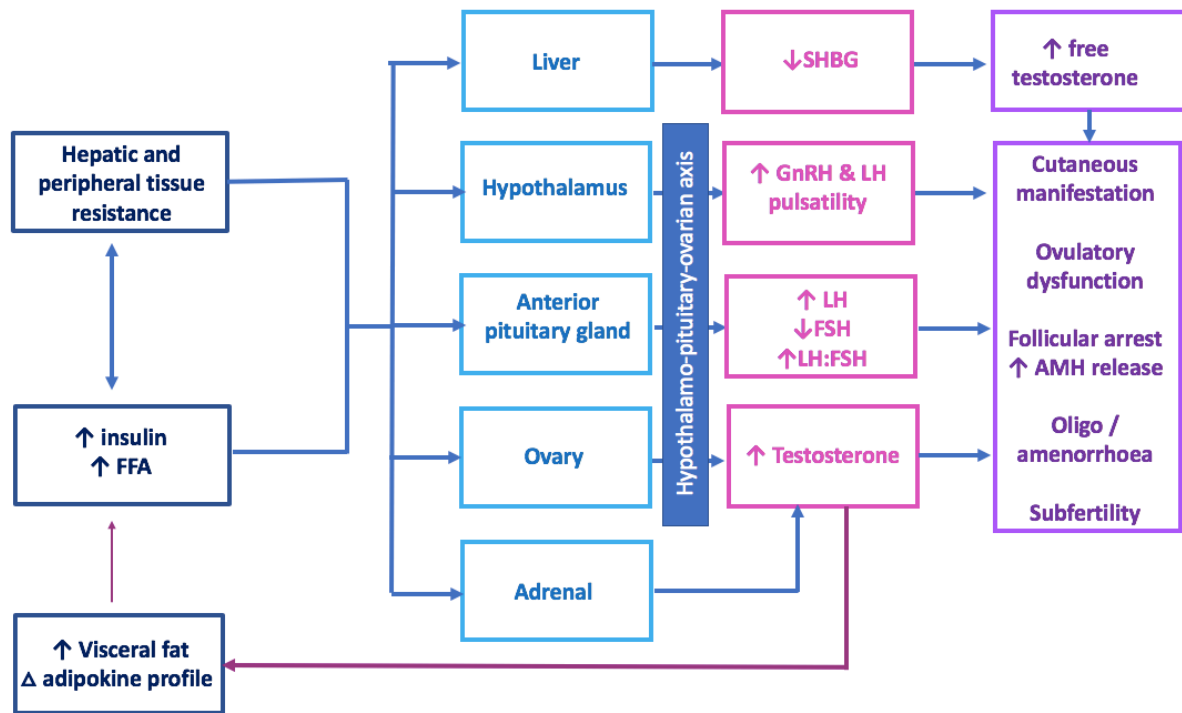 Hepatic and
peripheral tissue
resistance
↑ insulin
↑ FFA
↑ Visceral fat
Δ adipokine profile
Liver
Hypothalamus
Anterior
pituitary gland
Ovary
Adrenal
Hypothalamo-pituitary-ovarian axis
↓SHBG
↑ GnRH & LH
pulsatility
↑ LH
↓FSH
↑LH:FSH
↑ Testosterone
↑ free
testosterone
Cutaneous
manifestation
Ovulatory
dysfunction
Follicular arrest
↑ AMH release
Oligo /
amenorrhoea
Subfertility